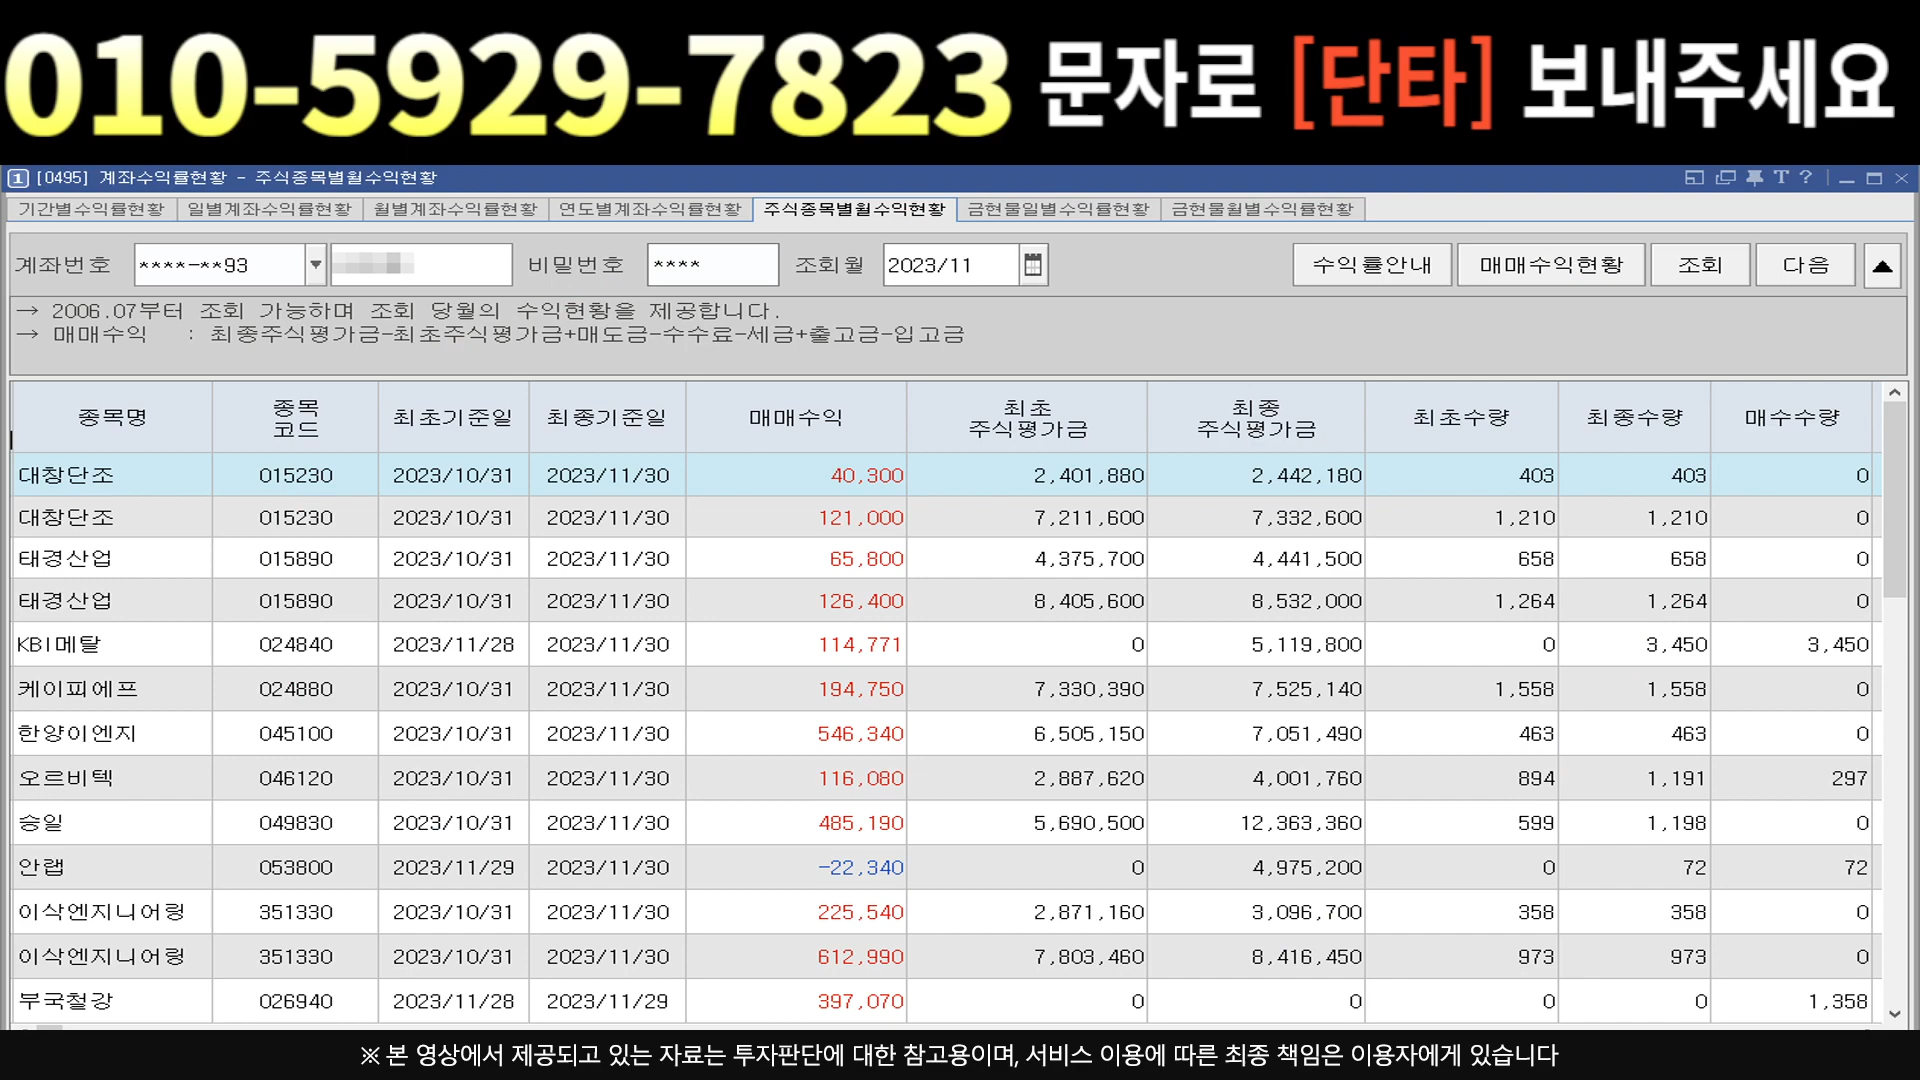 010-5929-7823 문자로 [단타] 보내주세요
1 [0495] 계좌수익률현황 - 주식종목별월수익현황 T ?
기간별수익률현황 일별계좌수익률현황 월별계좌수익률현황 연도별계좌수익률현황 주식종목별월수익현황 금현물일별수익률현황 금현물월별수익률현황
계좌번호 ****-**93 비밀번호 **** 조회월 2023/11 수익률안내 매매수익현황 조회 다음 ▲
→ 2006.07부터 조회 가능하며 조회 당월의 수익현황을 제공합니다.
→ 매매수익 : 최종주식평가금-최초주식평가금+매도금-수수료-세금+출고금-입고금
종목명 종목코드 최초기준일 최종기준일 매매수익 최초주식평가금 최종주식평가금 최초수량 최종수량 매수수량
대창단조 015230 2023/10/31 2023/11/30 40,300 2,401,880 2,442,180 403 403 0
대창단조 015230 2023/10/31 2023/11/30 121,000 7,211,600 7,332,600 1,210 1,210 0
태경산업 015890 2023/10/31 2023/11/30 65,800 4,375,700 4,441,500 658 658 0
태경산업 015890 2023/10/31 2023/11/30 126,400 8,405,600 8,532,000 1,264 1,264 0
KBI메탈 024840 2023/11/28 2023/11/30 114,771 0 5,119,800 0 3,450 3,450
케이피에프 024880 2023/10/31 2023/11/30 194,750 7,330,390 7,525,140 1,558 1,558 0
한양이엔지 045100 2023/10/31 2023/11/30 546,340 6,505,150 7,051,490 463 463 0
오르비텍 046120 2023/10/31 2023/11/30 116,080 2,887,620 4,001,760 894 1,191 297
승일 049830 2023/10/31 2023/11/30 485,190 5,690,500 12,363,360 599 1,198 0
안랩 053800 2023/11/29 2023/11/30 -22,340 0 4,975,200 0 72 72
이삭엔지니어링 351330 2023/10/31 2023/11/30 225,540 2,871,160 3,096,700 358 358 0
이삭엔지니어링 351330 2023/10/31 2023/11/30 612,990 7,803,460 8,416,450 973 973 0
부국철강 026940 2023/11/28 2023/11/29 397,070 0 0 0 0 1,358
※ 본 영상에서 제공되고 있는 자료는 투자판단에 대한 참고용이며, 서비스 이용에 따른 최종 책임은 이용자에게 있습니다